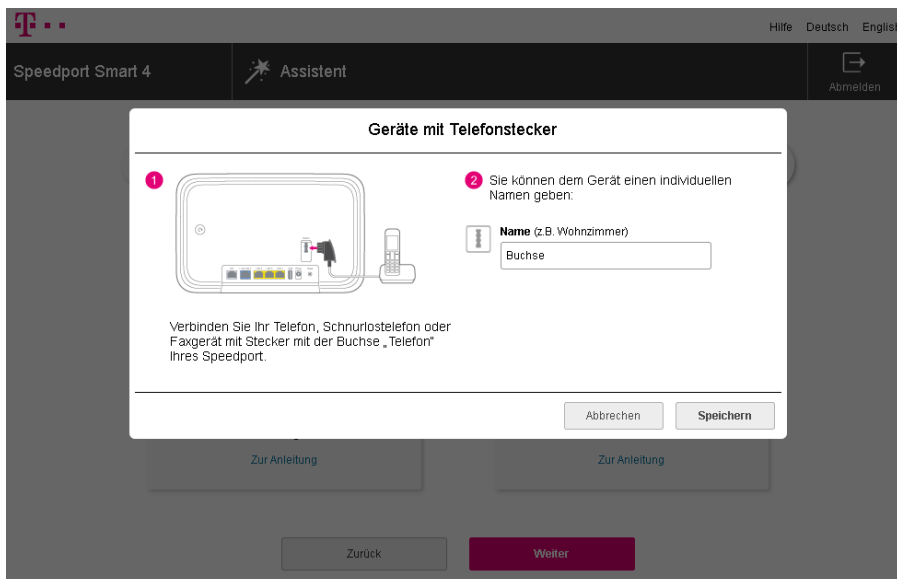 T
Hilfe Deutsch English
Speedport Smart 4
Assistent
Abmelden
Geräte mit Telefonstecker
1
Verbinden Sie Ihr Telefon, Schnurlostelefon oder
Faxgerät mit Stecker mit der Buchse „Telefon"
Ihres Speedport.
2 Sie können dem Gerät einen individuellen
Namen geben:
Name (z.B. Wohnzimmer)
Buchse
Abbrechen Speichern
Zur Anleitung Zur Anleitung
Zurück Weiter